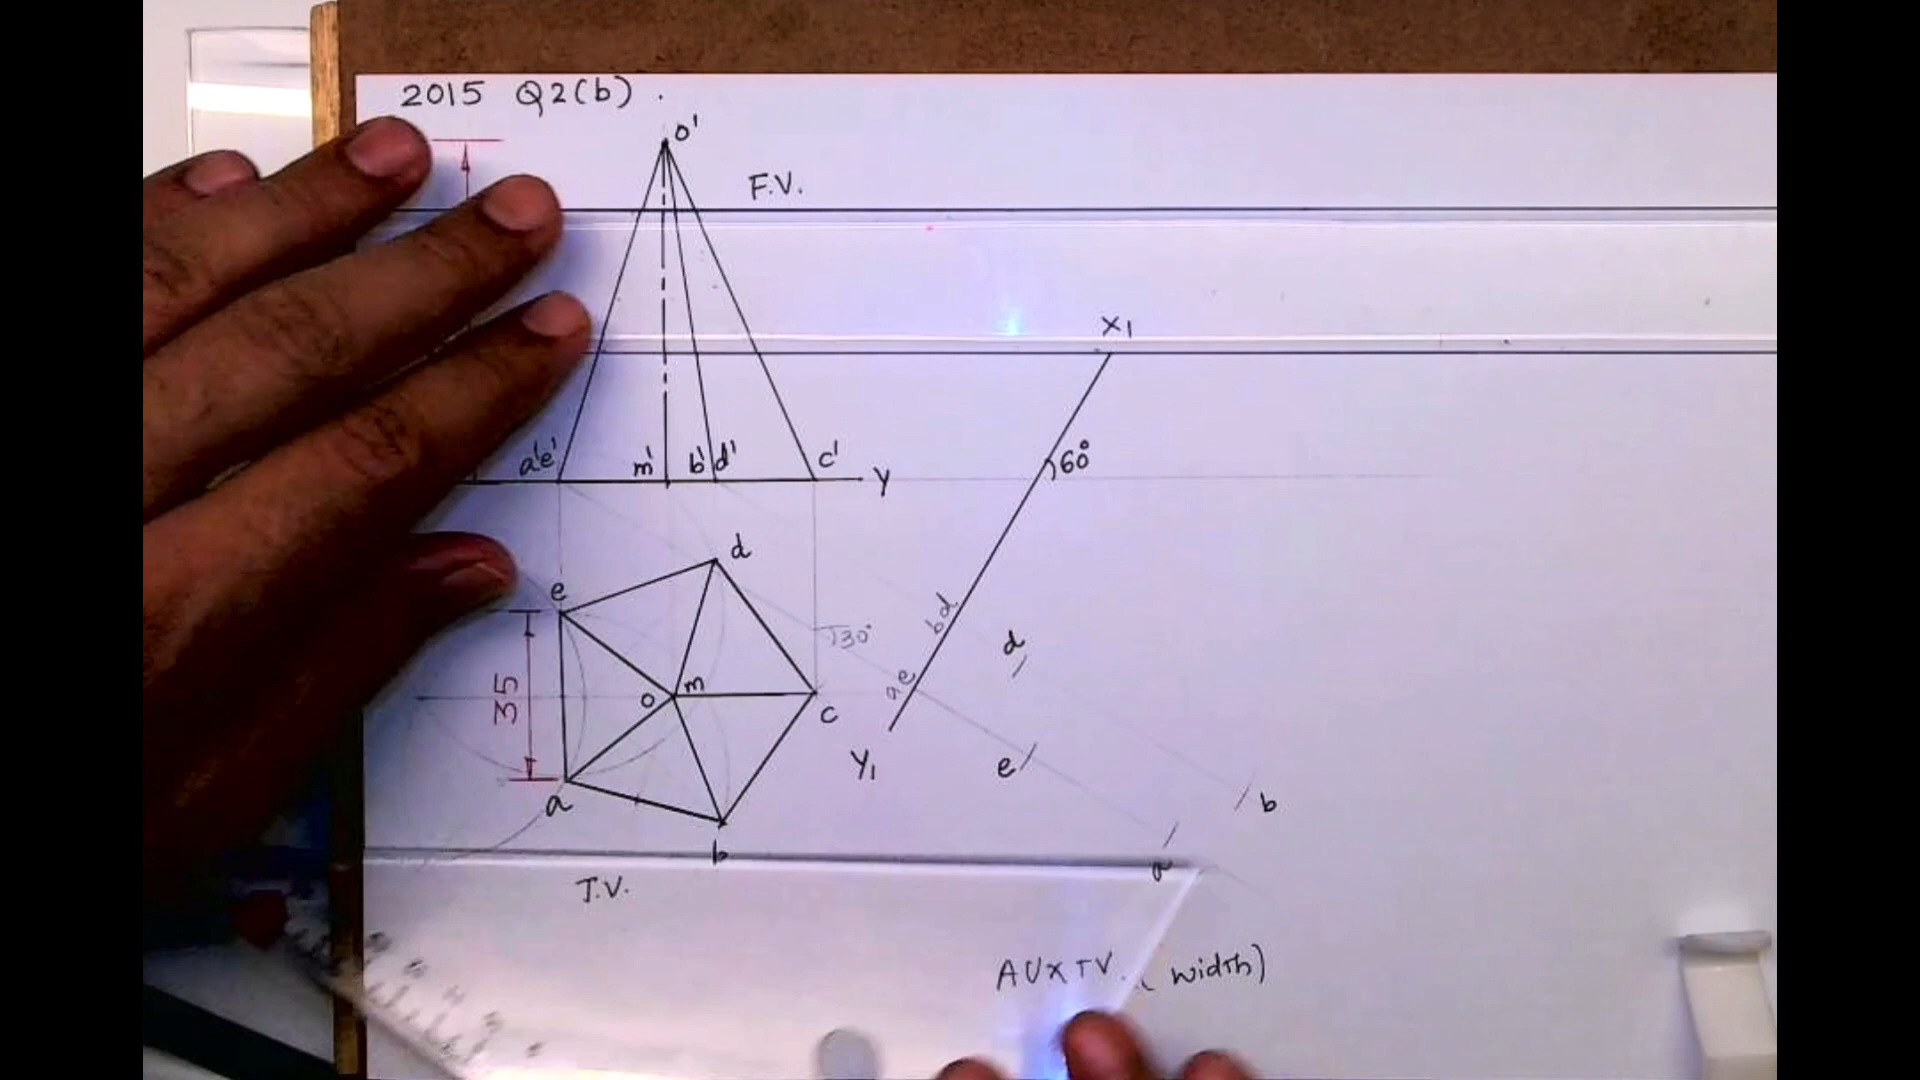 2015 Q2(b).
o'
F.V.
X1
60°
a'e' m' b' d' c' Y
d
e
30°
bd
d
35
o m
ae
c
Y1
e
a
b
b
a
T.V.
AUX TV. (width)